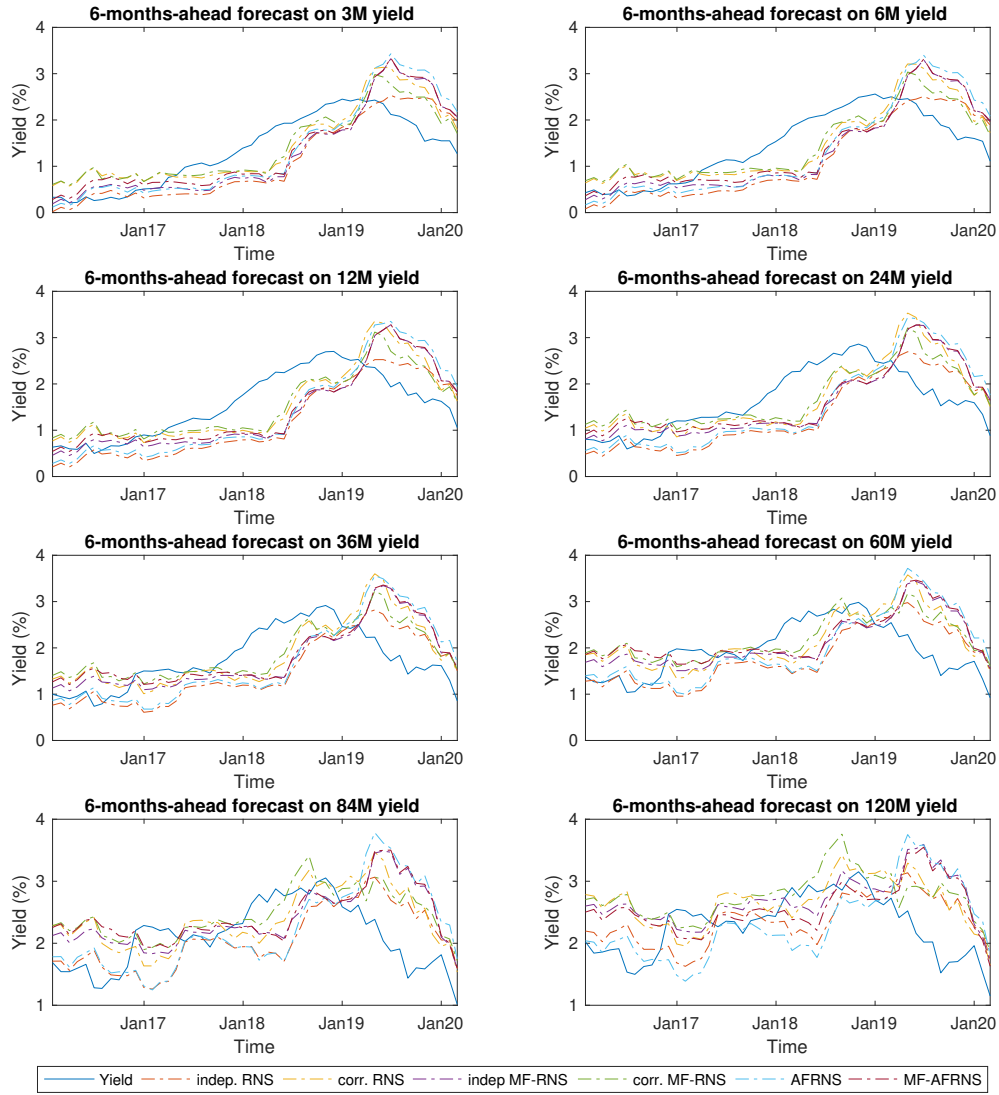 6-months-ahead forecast on 3M yield
Yield (%)
4
3
2
1
0
Jan17 Jan18 Jan19 Jan20
Time
6-months-ahead forecast on 6M yield
Yield (%)
4
3
2
1
0
Jan17 Jan18 Jan19 Jan20
Time
6-months-ahead forecast on 12M yield
Yield (%)
4
3
2
1
0
Jan17 Jan18 Jan19 Jan20
Time
6-months-ahead forecast on 24M yield
Yield (%)
4
3
2
1
0
Jan17 Jan18 Jan19 Jan20
Time
6-months-ahead forecast on 36M yield
Yield (%)
4
3
2
1
0
Jan17 Jan18 Jan19 Jan20
Time
6-months-ahead forecast on 60M yield
Yield (%)
4
3
2
1
0
Jan17 Jan18 Jan19 Jan20
Time
6-months-ahead forecast on 84M yield
Yield (%)
4
3
2
1
Jan17 Jan18 Jan19 Jan20
Time
6-months-ahead forecast on 120M yield
Yield (%)
4
3
2
1
Jan17 Jan18 Jan19 Jan20
Time
Yield indep. RNS corr. RNS indep MF-RNS corr. MF-RNS AFRNS MF-AFRNS